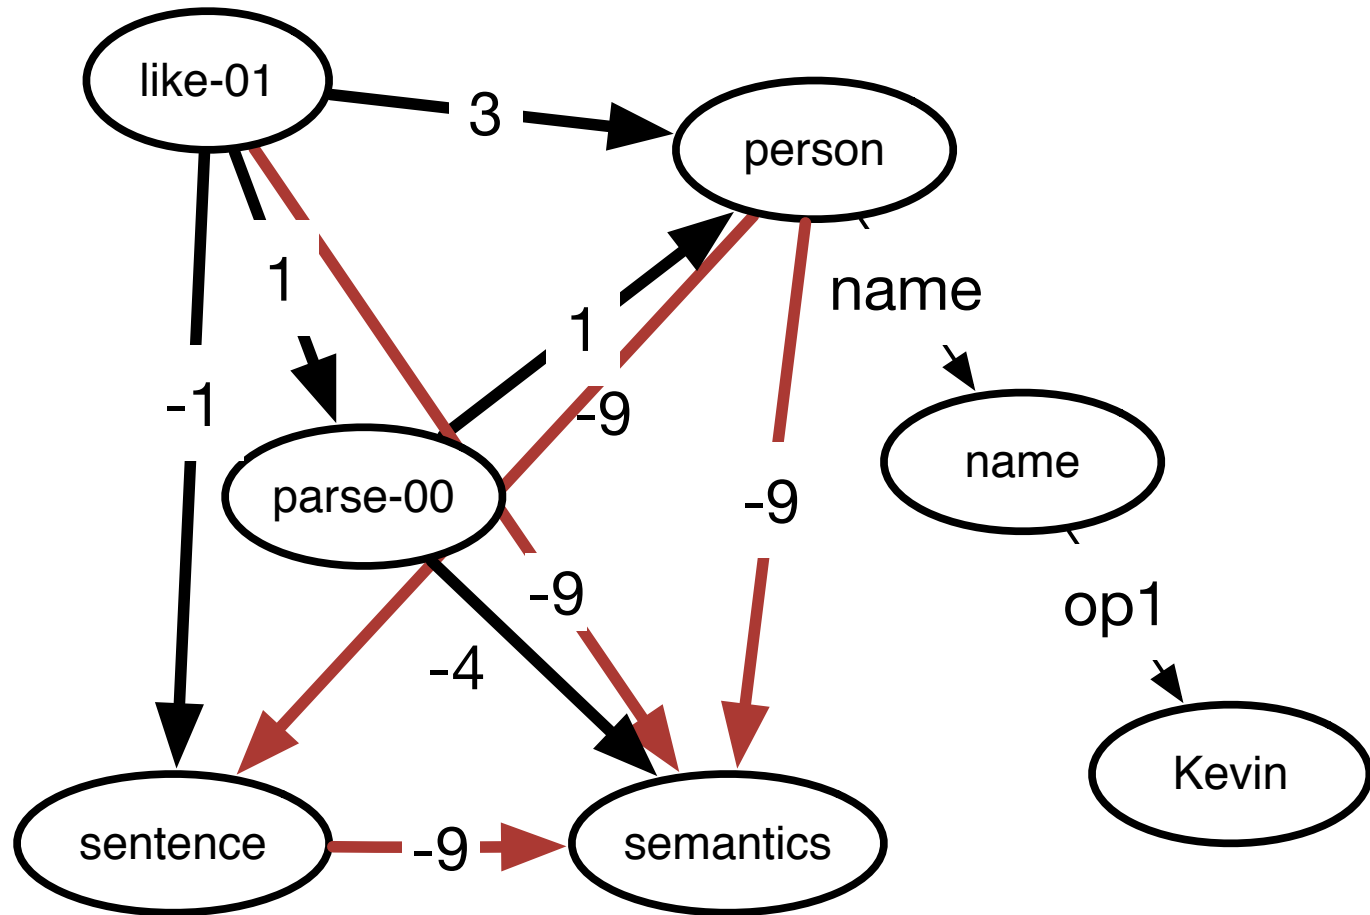 like-01
3
person
1
name
1
-1
-9
name
parse-00
-9
-9
op1
-4
Kevin
sentence
-9
semantics